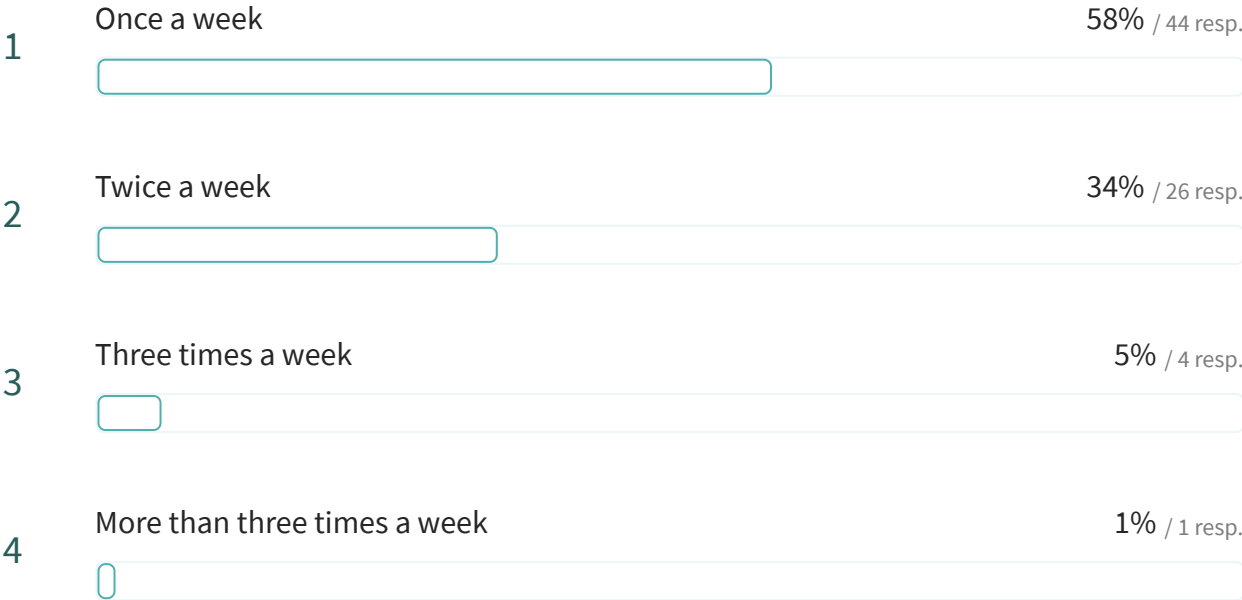 Once a week 58% / 44 resp.
1
Twice a week 34% / 26 resp.
2
Three times a week 5% / 4 resp.
3
More than three times a week 1% / 1 resp.
4